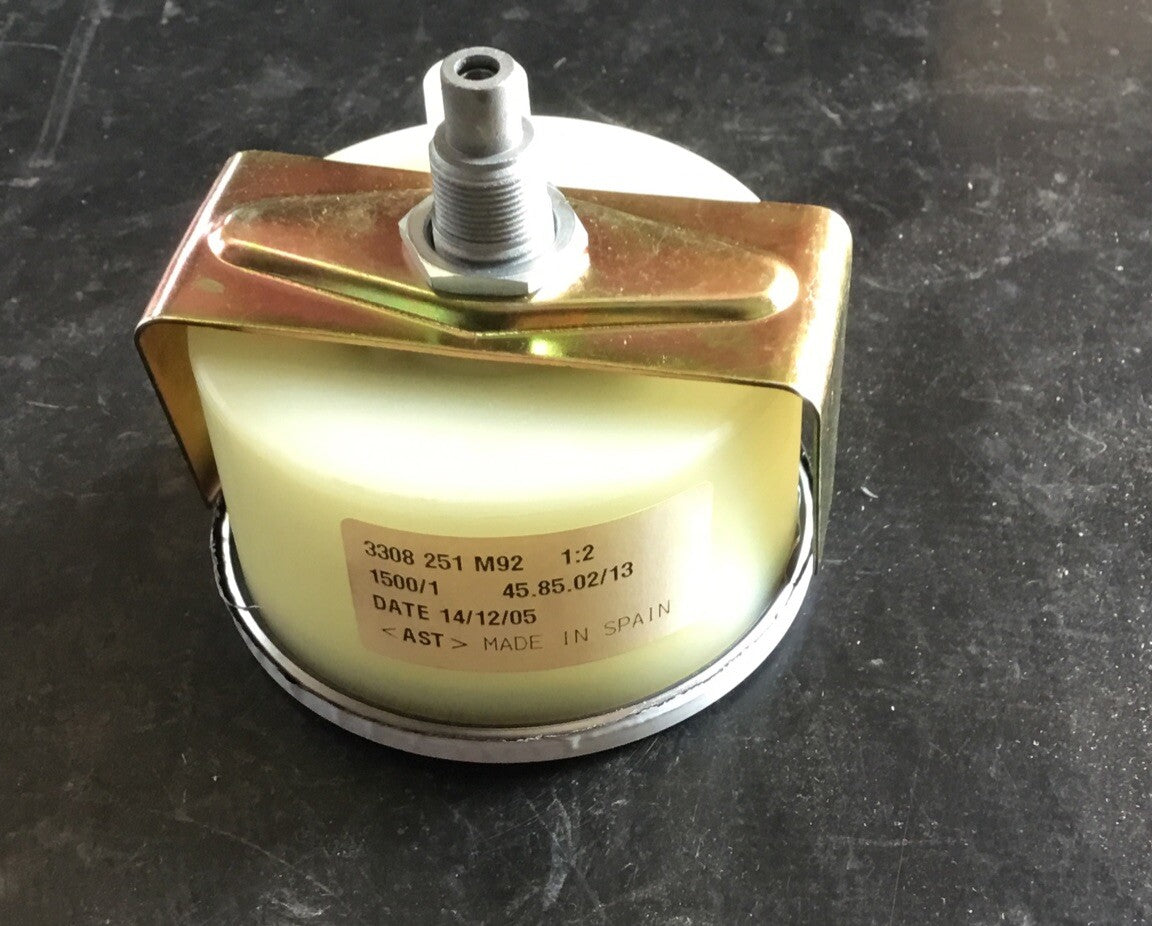 3308 251 M92 1:2
1500/1 45.85.02/13
DATE 14/12/05
<AST> MADE IN SPAIN